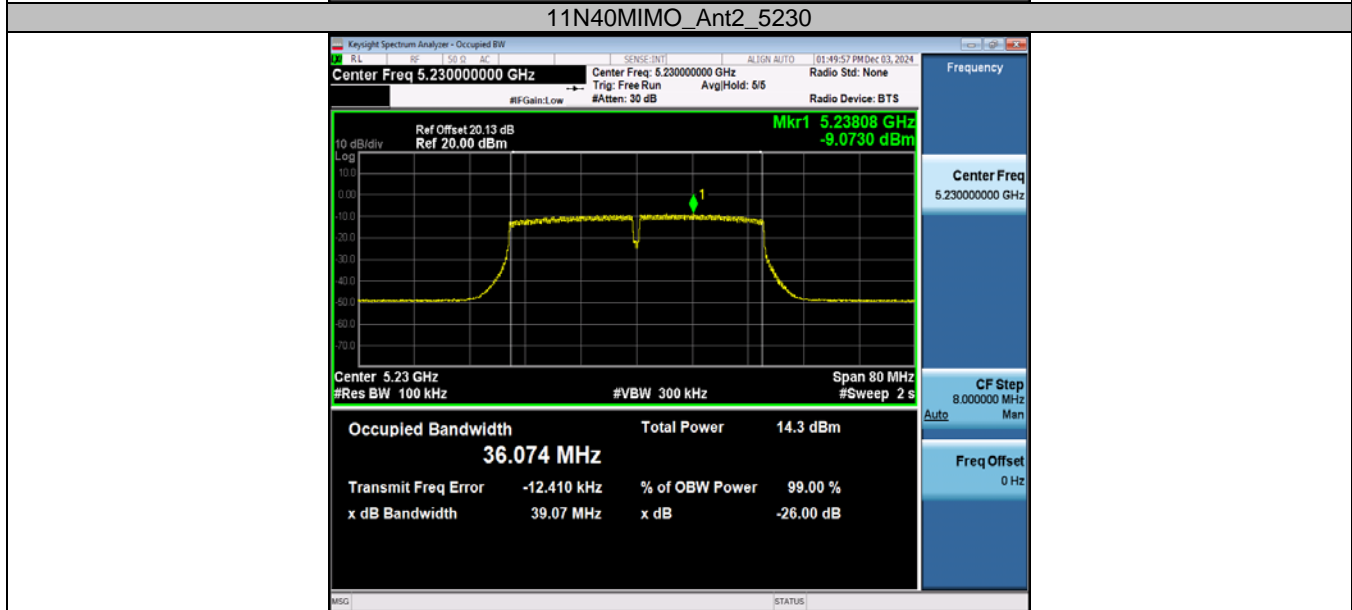 11N40MIMO_Ant2_5230
Keysight Spectrum Analyzer - Occupied BW
RL RF 50 Ω AC SENSE:INT ALIGN AUTO 01:49:57 PM Dec 03, 2024
Center Freq 5.230000000 GHz
Center Freq: 5.230000000 GHz Radio Std: None
Trig: Free Run Avg|Hold: 5/5
#IFGain:Low #Atten: 30 dB Radio Device: BTS
Frequency
Ref Offset 20.13 dB Mkr1 5.23808 GHz
10 dB/div Ref 20.00 dBm -9.0730 dBm
Log
10.0
0.00
-10.0
-20.0
-30.0
-40.0
-50.0
-60.0
-70.0
1
Center 5.23 GHz Span 80 MHz
#Res BW 100 kHz #VBW 300 kHz #Sweep 2 s
Center Freq
5.230000000 GHz
CF Step
8.000000 MHz
Auto Man
Freq Offset
0 Hz
Occupied Bandwidth Total Power 14.3 dBm
36.074 MHz
Transmit Freq Error -12.410 kHz % of OBW Power 99.00 %
x dB Bandwidth 39.07 MHz x dB -26.00 dB
MSG STATUS